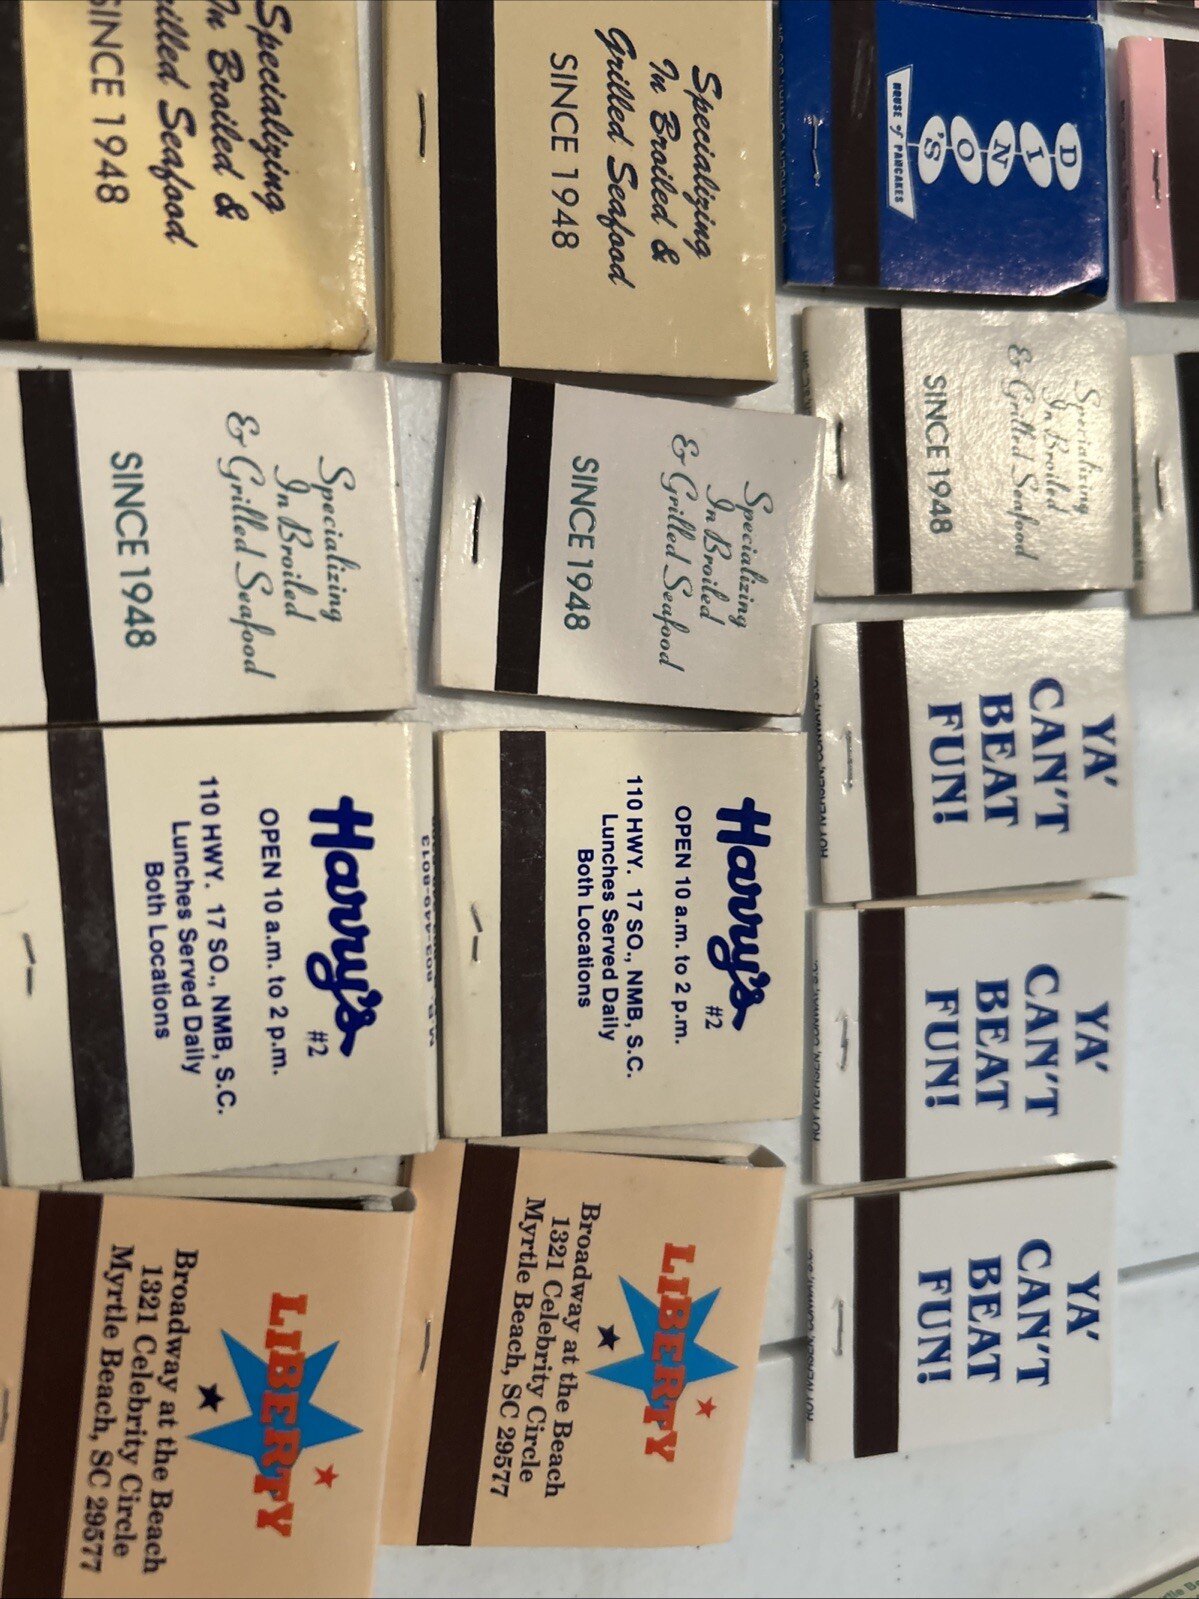 Specializing
In Broiled &
Grilled Seafood
SINCE 1948
Specializing
In Broiled &
Grilled Seafood
SINCE 1948
DINO'S
HOUSE of PANCAKES
Specializing
In Broiled
& Grilled Seafood
SINCE 1948
Specializing
In Broiled
& Grilled Seafood
SINCE 1948
Specializing
In Broiled
& Grilled Seafood
SINCE 1948
YA'
CAN'T
BEAT
FUN!
YA'
CAN'T
BEAT
FUN!
YA'
CAN'T
BEAT
FUN!
Harry's
#2
OPEN 10 a.m. to 2 p.m.
110 HWY. 17 SO., NMB, S.C.
Lunches Served Daily
Both Locations
Harry's
#2
OPEN 10 a.m. to 2 p.m.
110 HWY. 17 SO., NMB, S.C.
Lunches Served Daily
Both Locations
LIBERTY
Broadway at the Beach
1321 Celebrity Circle
Myrtle Beach, SC 29577
LIBERTY
Broadway at the Beach
1321 Celebrity Circle
Myrtle Beach, SC 29577